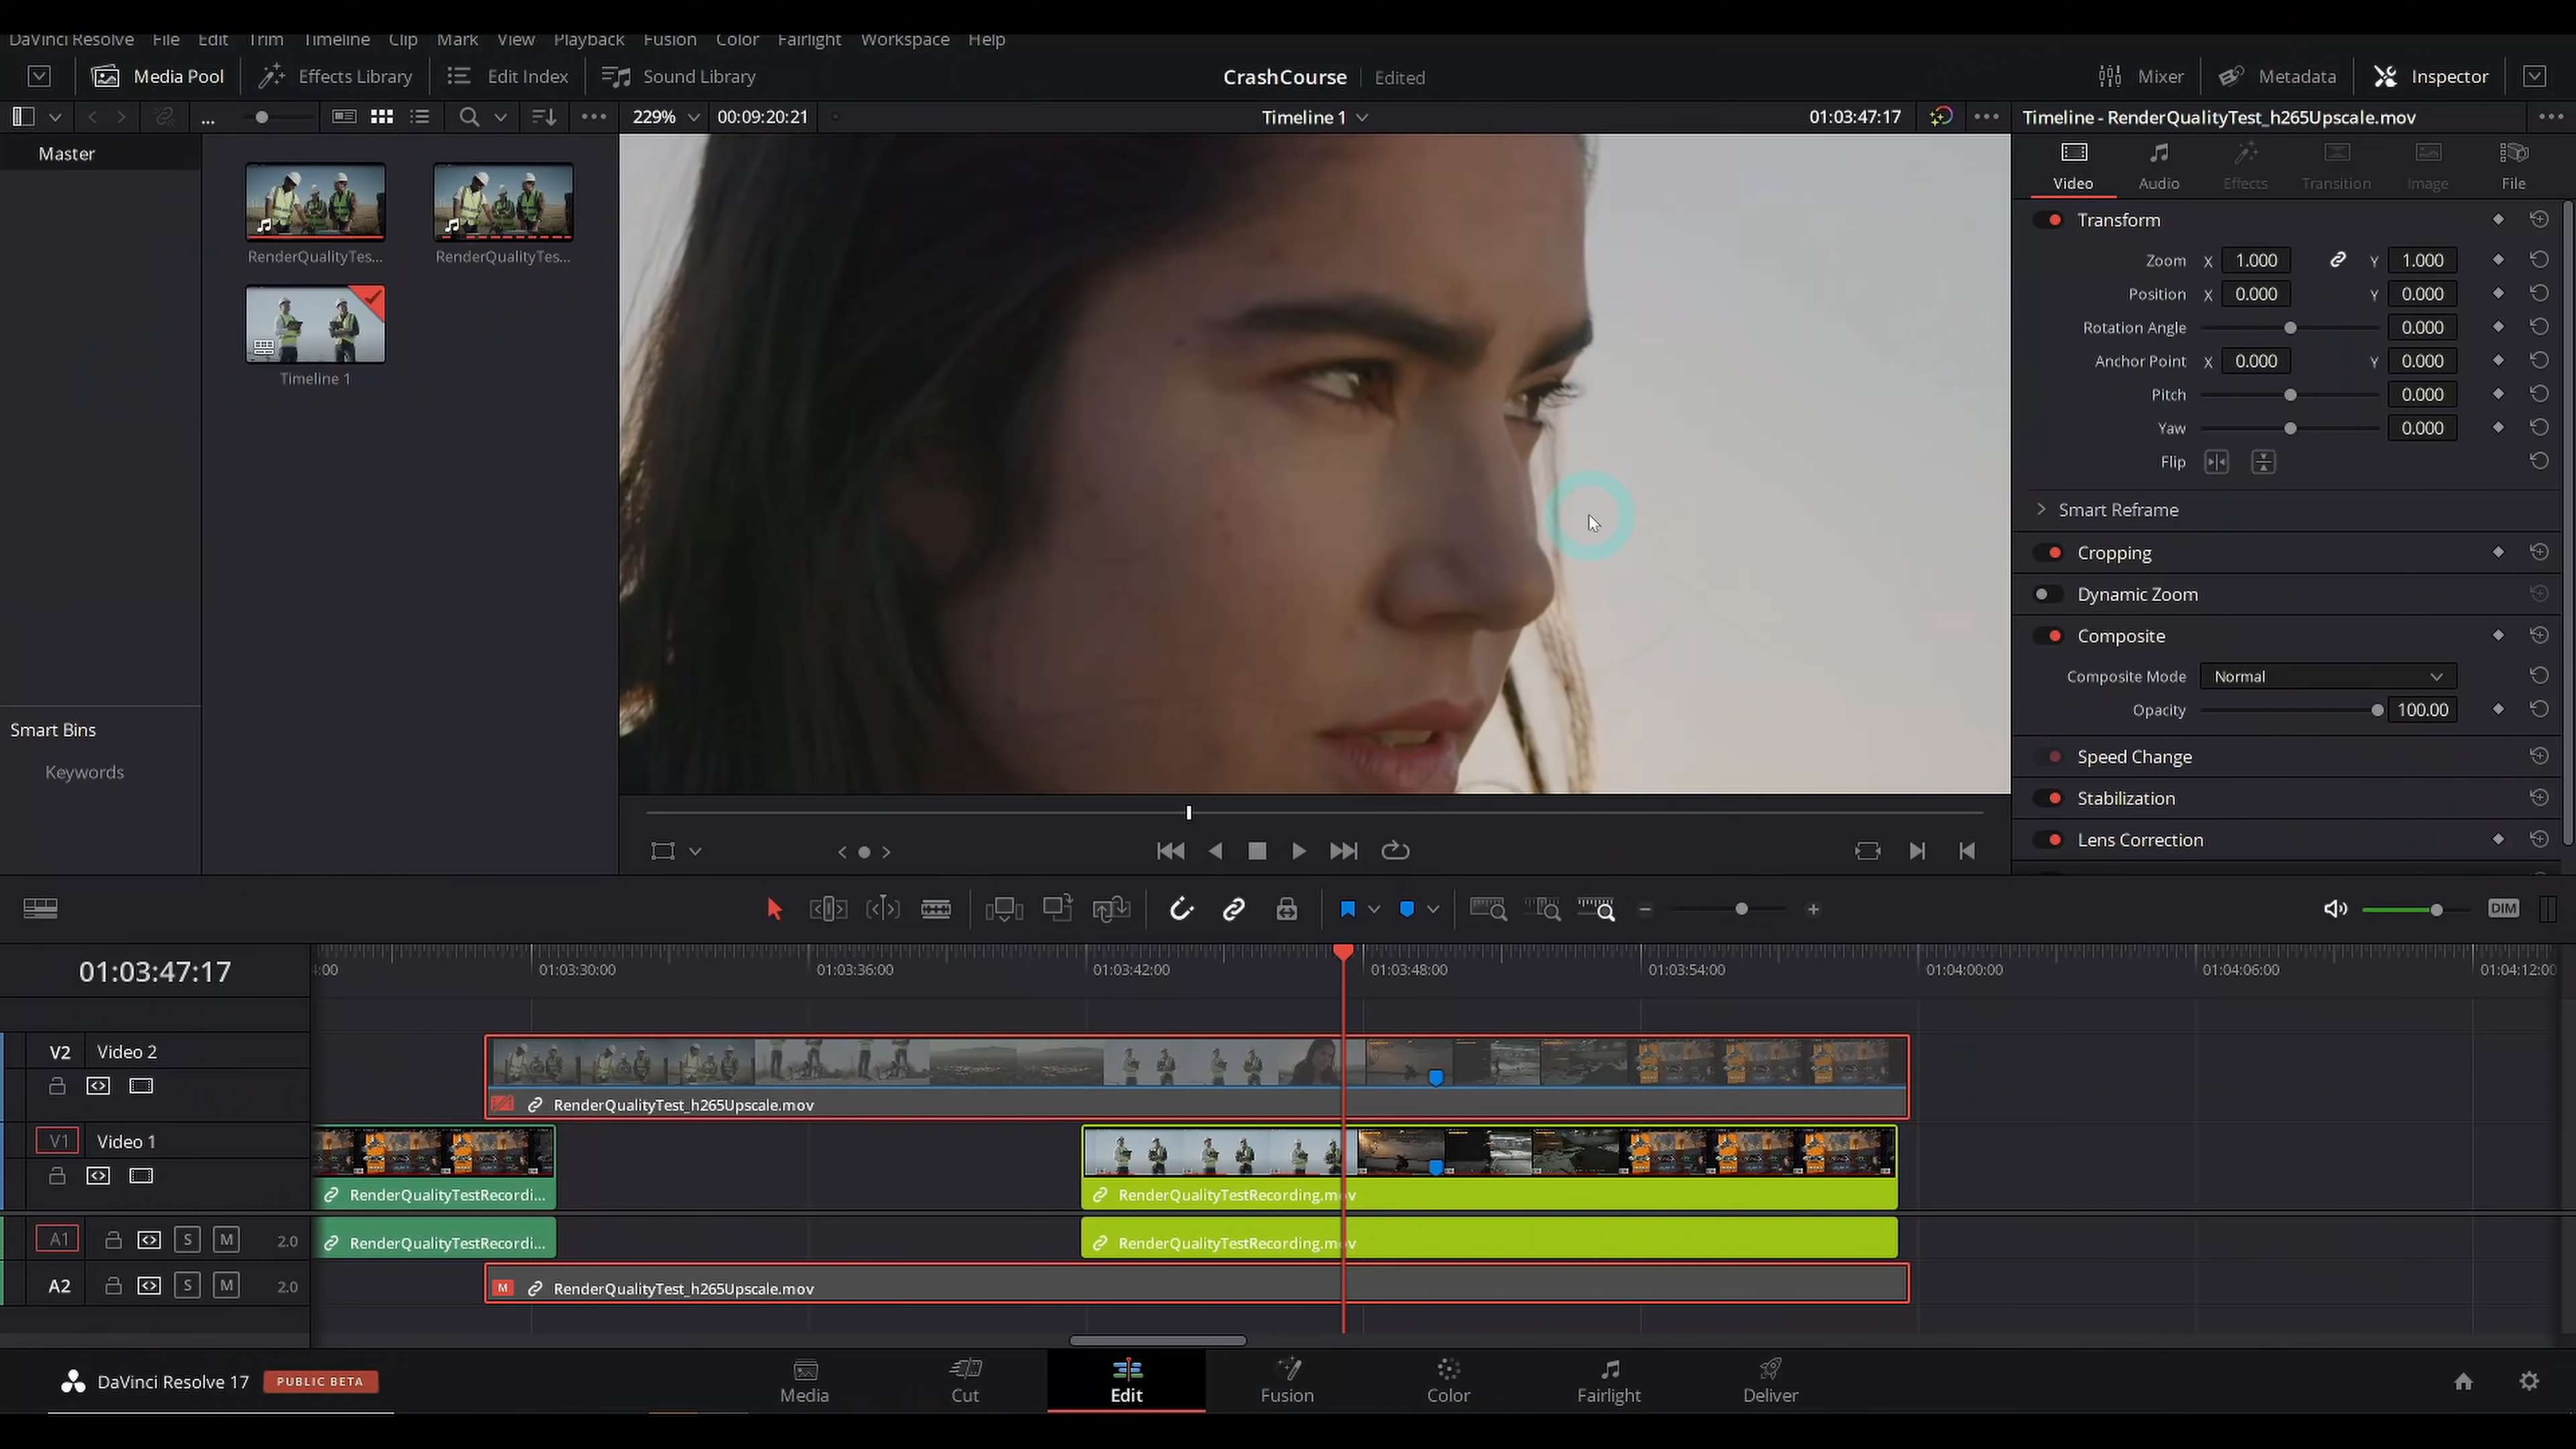 DaVinci Resolve File Edit Trim Timeline Clip Mark View Playback Fusion Color Fairlight Workspace Help
Media Pool Effects Library Edit Index Sound Library CrashCourse Edited Mixer Metadata Inspector
... 229% 00:09:20:21 Timeline 1 01:03:47:17 Timeline - RenderQualityTest_h265Upscale.mov
Master
Video Audio Effects Transition Image File
RenderQualityTes... RenderQualityTes...
Timeline 1
Smart Bins
Keywords
Transform
Zoom X 1.000 Y 1.000
Position X 0.000 Y 0.000
Rotation Angle 0.000
Anchor Point X 0.000 Y 0.000
Pitch 0.000
Yaw 0.000
Flip
Smart Reframe
Cropping
Dynamic Zoom
Composite
Composite Mode Normal
Opacity 100.00
Speed Change
Stabilization
Lens Correction
DIM
01:03:47:17 4:00 01:03:30:00 01:03:36:00 01:03:42:00 01:03:48:00 01:03:54:00 01:04:00:00 01:04:06:00 01:04:12:00
V2 Video 2
RenderQualityTest_h265Upscale.mov
V1 Video 1
RenderQualityTestRecordi... RenderQualityTestRecording.mov
A1 S M 2.0 RenderQualityTestRecordi... RenderQualityTestRecording.mov
A2 S M 2.0 M RenderQualityTest_h265Upscale.mov
DaVinci Resolve 17 PUBLIC BETA Media Cut Edit Fusion Color Fairlight Deliver